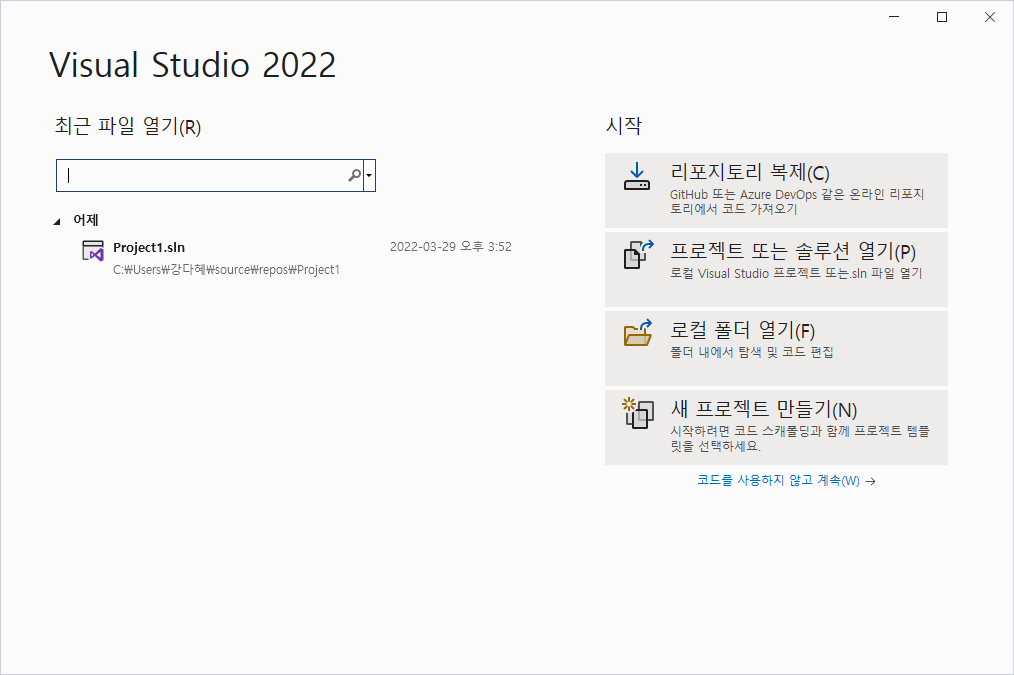 Visual Studio 2022
최근 파일 열기(R)
어제
Project1.sln
2022-03-29 오후 3:52
C:₩Users₩강다혜₩source₩repos₩Project1
시작
리포지토리 복제(C)
GitHub 또는 Azure DevOps 같은 온라인 리포지
토리에서 코드 가져오기
프로젝트 또는 솔루션 열기(P)
로컬 Visual Studio 프로젝트 또는.sln 파일 열기
로컬 폴더 열기(F)
폴더 내에서 탐색 및 코드 편집
새 프로젝트 만들기(N)
시작하려면 코드 스캐폴딩과 함께 프로젝트 템플
릿을 선택하세요.
코드를 사용하지 않고 계속(W) →